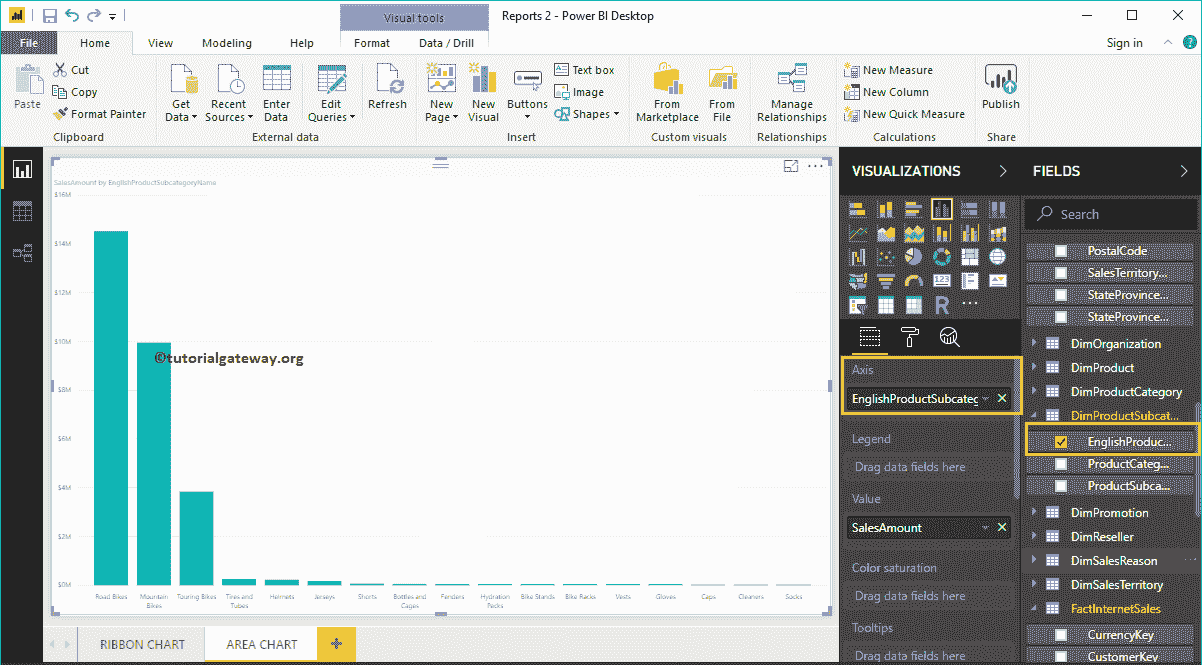 Visual tools
Reports 2 - Power BI Desktop
File
Home
View
Modeling
Help
Format
Data / Drill
Sign in
?
Paste
Cut
Copy
Format Painter
Clipboard
Get
Data
Recent
Sources
Enter
Data
Edit
Queries
External data
Refresh
New
Page
New
Visual
Buttons
Text box
Image
Shapes
Insert
From
Marketplace
From
File
Custom visuals
Manage
Relationships
Relationships
New Measure
New Column
New Quick Measure
Calculations
Publish
Share
SalesAmount by EnglishProductSubcategoryName
$16M
$14M
$12M
$10M
$8M
$6M
$4M
$2M
$0M
©tutorialgateway.org
Road Bikes
Mountain
Bikes
Touring Bikes
Tires and
Tubes
Helmets
Jerseys
Shorts
Bottles and
Cages
Fenders
Hydration
Packs
Bike Stands
Bike Racks
Vests
Gloves
Caps
Cleaners
Socks
RIBBON CHART
AREA CHART
VISUALIZATIONS
123
R
Axis
EnglishProductSubcateg
Legend
Drag data fields here
Value
SalesAmount
Color saturation
Drag data fields here
Tooltips
Drag data fields here
FIELDS
Search
PostalCode
SalesTerritory...
StateProvince...
StateProvince...
DimOrganization
DimProduct
DimProductCategory
DimProductSubcat...
EnglishProduc...
ProductCateg...
ProductSubca...
DimPromotion
DimReseller
DimSalesReason
DimSalesTerritory
FactInternetSales
CurrencyKey
CustomerKey